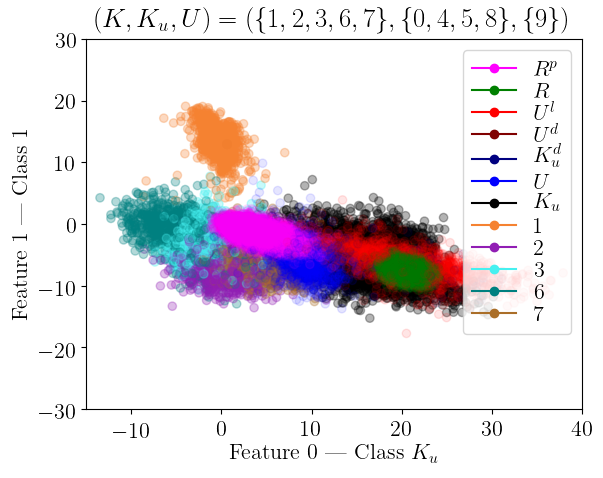 (K, K_u, U) = ({1, 2, 3, 6, 7}, {0, 4, 5, 8}, {9})
30
20
10
0
−10
−20
−30
Feature 1 — Class 1
R^p
R
U^l
U^d
K_u^d
U
K_u
1
2
3
6
7
−10
0
10
20
30
40
Feature 0 — Class K_u